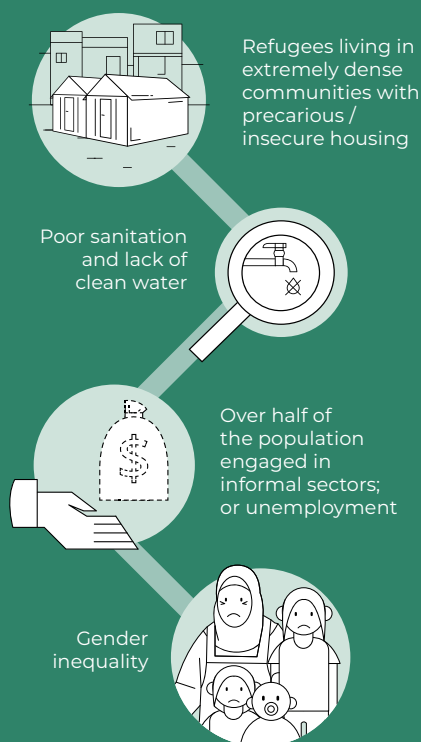 Refugees living in
extremely dense
communities with
precarious /
insecure housing
Poor sanitation
and lack of
clean water
$
Over half of
the population
engaged in
informal sectors;
or unemployment
Gender
inequality